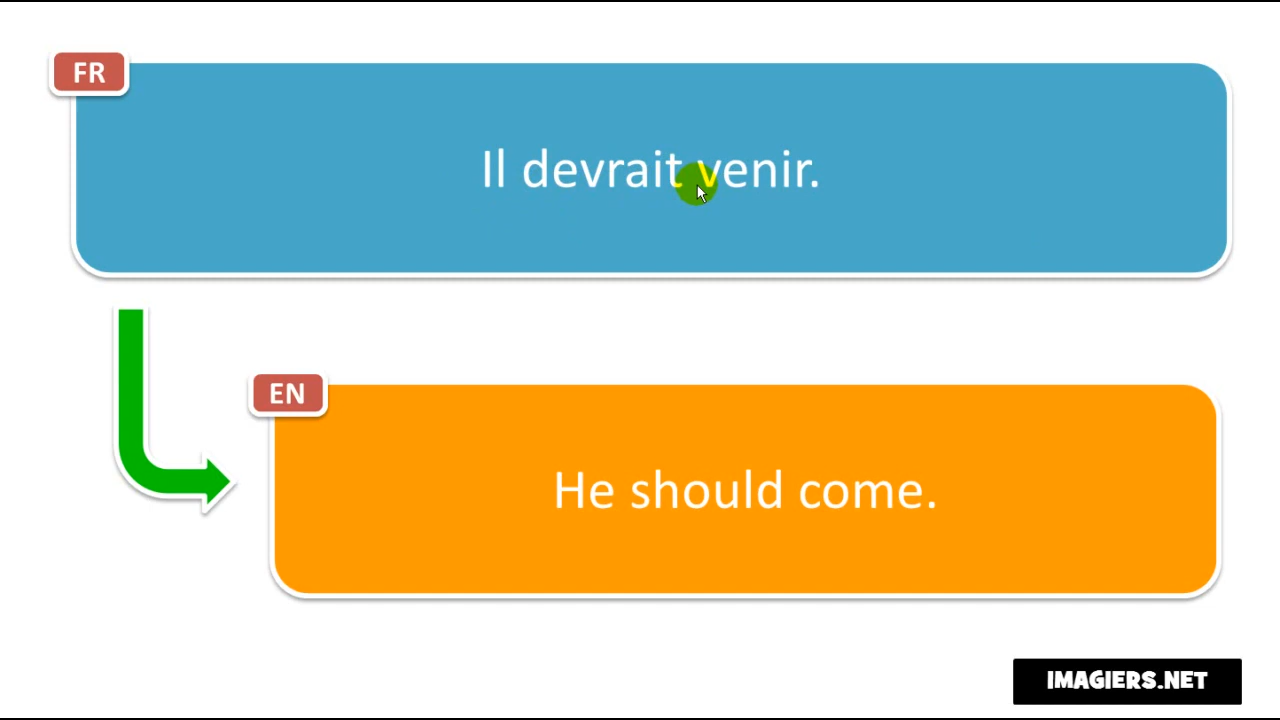 FR
Il devrait venir.
EN
He should come.
IMAGIERS.NET